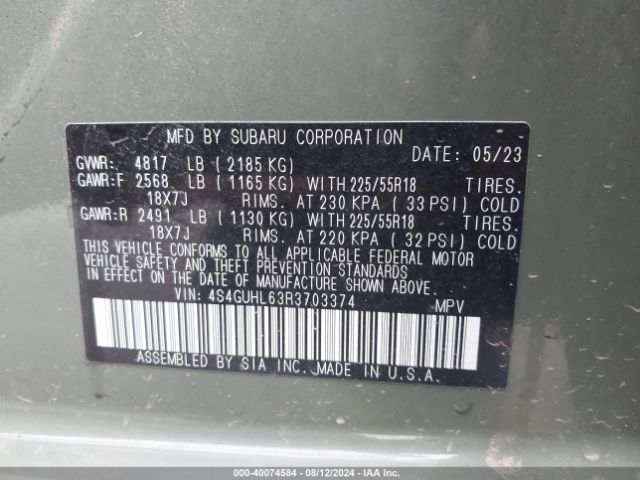 MFD BY SUBARU CORPORATION
DATE: 05/23
GVWR: 4817 LB ( 2185 KG)
GAWR:F 2568 LB ( 1165 KG) WITH 225/55R18 TIRES.
18X7J RIMS. AT 230 KPA ( 33 PSI) COLD
GAWR:R 2491 LB ( 1130 KG) WITH 225/55R18 TIRES.
18X7J RIMS. AT 220 KPA ( 32 PSI) COLD
THIS VEHICLE CONFORMS TO ALL APPLICABLE FEDERAL MOTOR
VEHICLE SAFETY AND THEFT PREVENTION STANDARDS
IN EFFECT ON THE DATE OF MANUFACTURE SHOWN ABOVE.
VIN: 4S4GUHL63R3703374 MPV
ASSEMBLED BY SIA INC. MADE IN U.S.A.
000-40074584 - 08/12/2024 - IAA Inc.